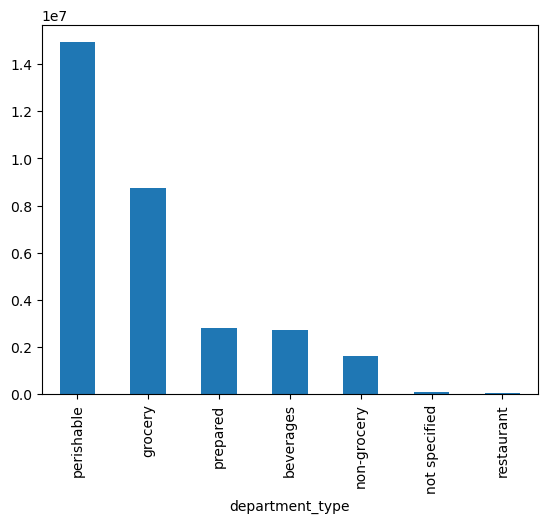 1e7
1.4
1.2
1.0
0.8
0.6
0.4
0.2
0.0
perishable
grocery
prepared
beverages
non-grocery
not specified
restaurant
department_type